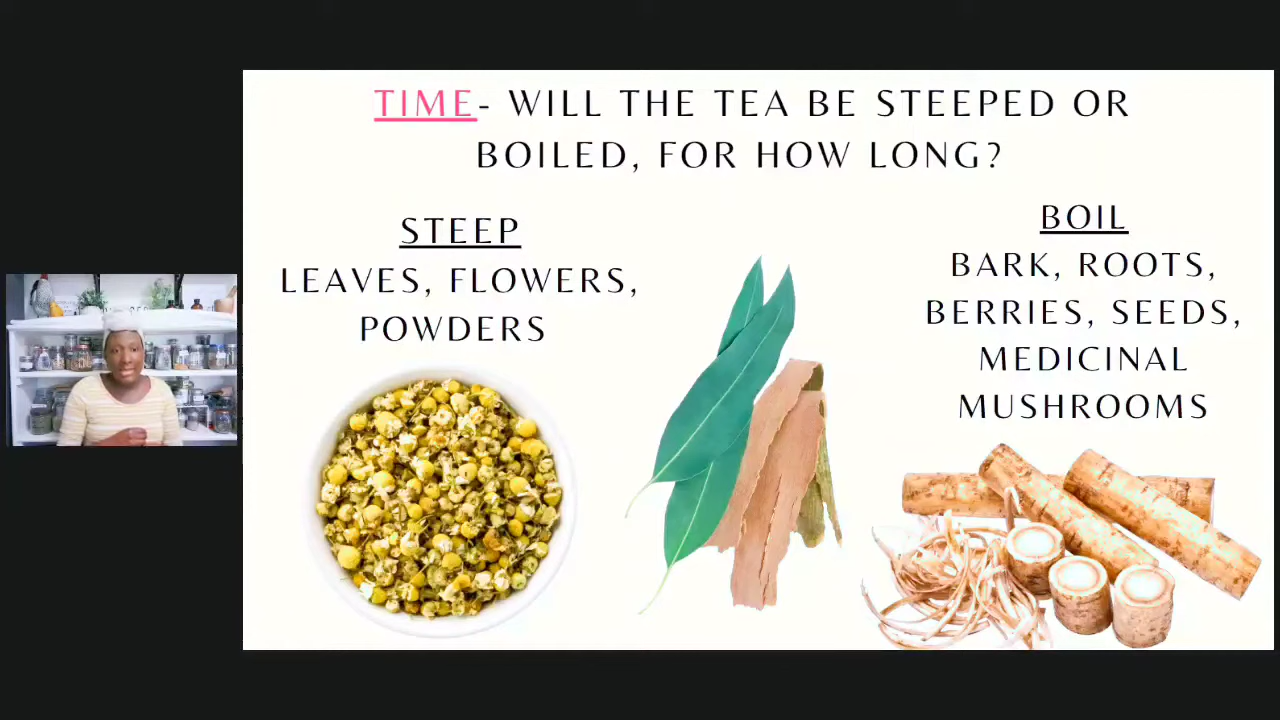 TIME- WILL THE TEA BE STEEPED OR
BOILED, FOR HOW LONG?
STEEP
LEAVES, FLOWERS,
POWDERS
BOIL
BARK, ROOTS,
BERRIES, SEEDS,
MEDICINAL
MUSHROOMS